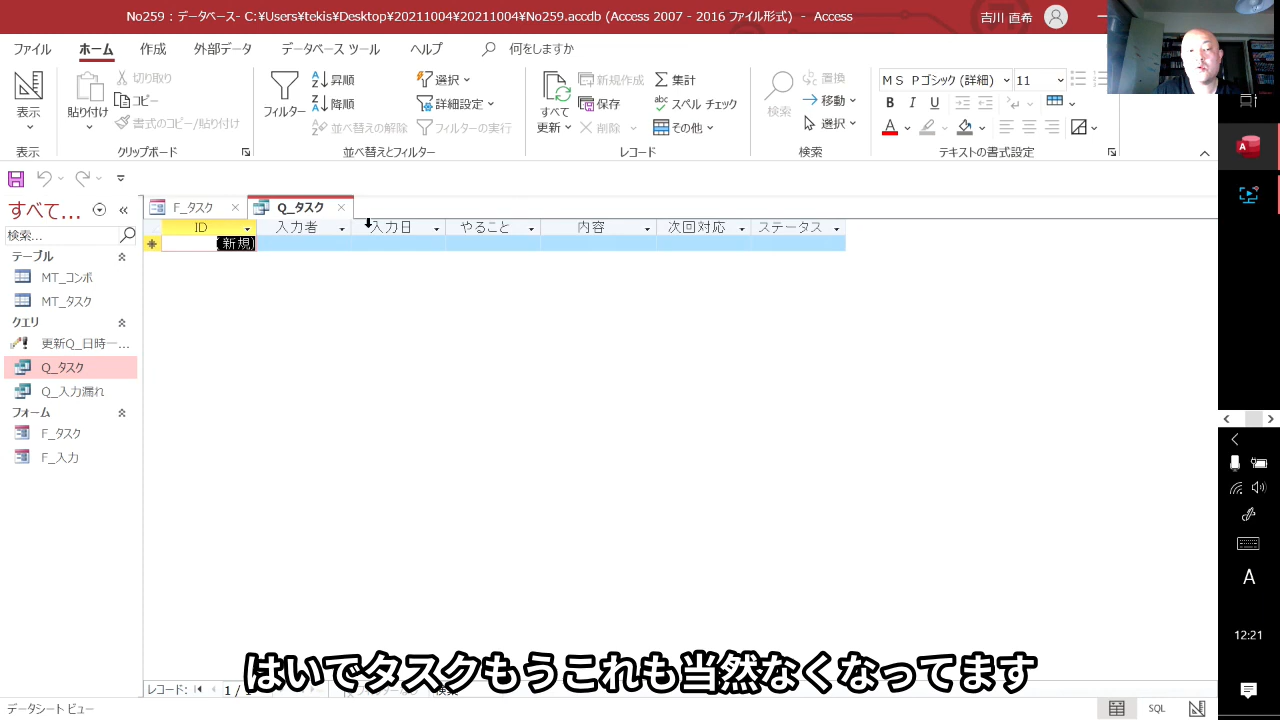 No259 : データベース- C:¥Users¥tekis¥Desktop¥20211004¥20211004¥No259.accdb (Access 2007 - 2016 ファイル形式) - Access
吉川 直希
ファイル ホーム 作成 外部データ データベース ツール ヘルプ 何をしますか
表示
表示
貼り付け
切り取り
コピー
書式のコピー/貼り付け
クリップボード
フィルター
昇順
降順
並べ替えの解除
選択
詳細設定
フィルターの実行
並べ替えとフィルター
すべて
更新
新規作成
保存
削除
集計
スペル チェック
その他
レコード
検索
置換
移動
選択
検索
ＭＳ Ｐゴシック (詳細) 11
B I U
A
テキストの書式設定
すべて...
検索...
テーブル
MT_コンボ
MT_タスク
クエリ
更新Q_日時一...
Q_タスク
Q_入力漏れ
フォーム
F_タスク
F_入力
F_タスク Q_タスク
ID 入力者 入力日 やること 内容 次回対応 ステータス
(新規)
はいでタスクもうこれも当然なくなってます
レコード: 1 / 1 検索
データシート ビュー
SQL
A
12:21